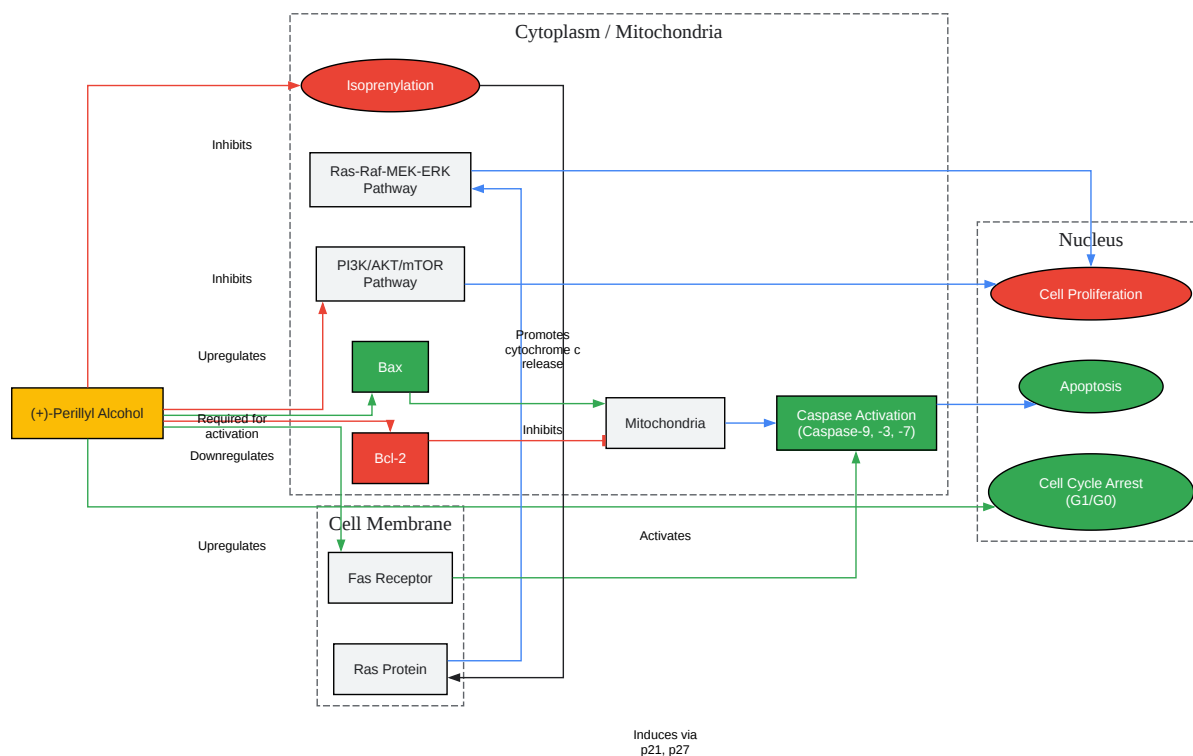 Cytoplasm / Mitochondria
Isoprenylation
Inhibits
Ras-Raf-MEK-ERK
Pathway
Nucleus
PI3K/AKT/mTOR
Pathway
Inhibits
Cell Proliferation
Promotes
cytochrome c
release
Upregulates
Bax
Apoptosis
(+)-Perillyl Alcohol
Required for
activation
Mitochondria
Caspase Activation
(Caspase-9, -3, -7)
Inhibits
Downregulates
Bcl-2
Cell Cycle Arrest
(G1/G0)
Cell Membrane
Activates
Upregulates
Fas Receptor
Ras Protein
Induces via
p21, p27